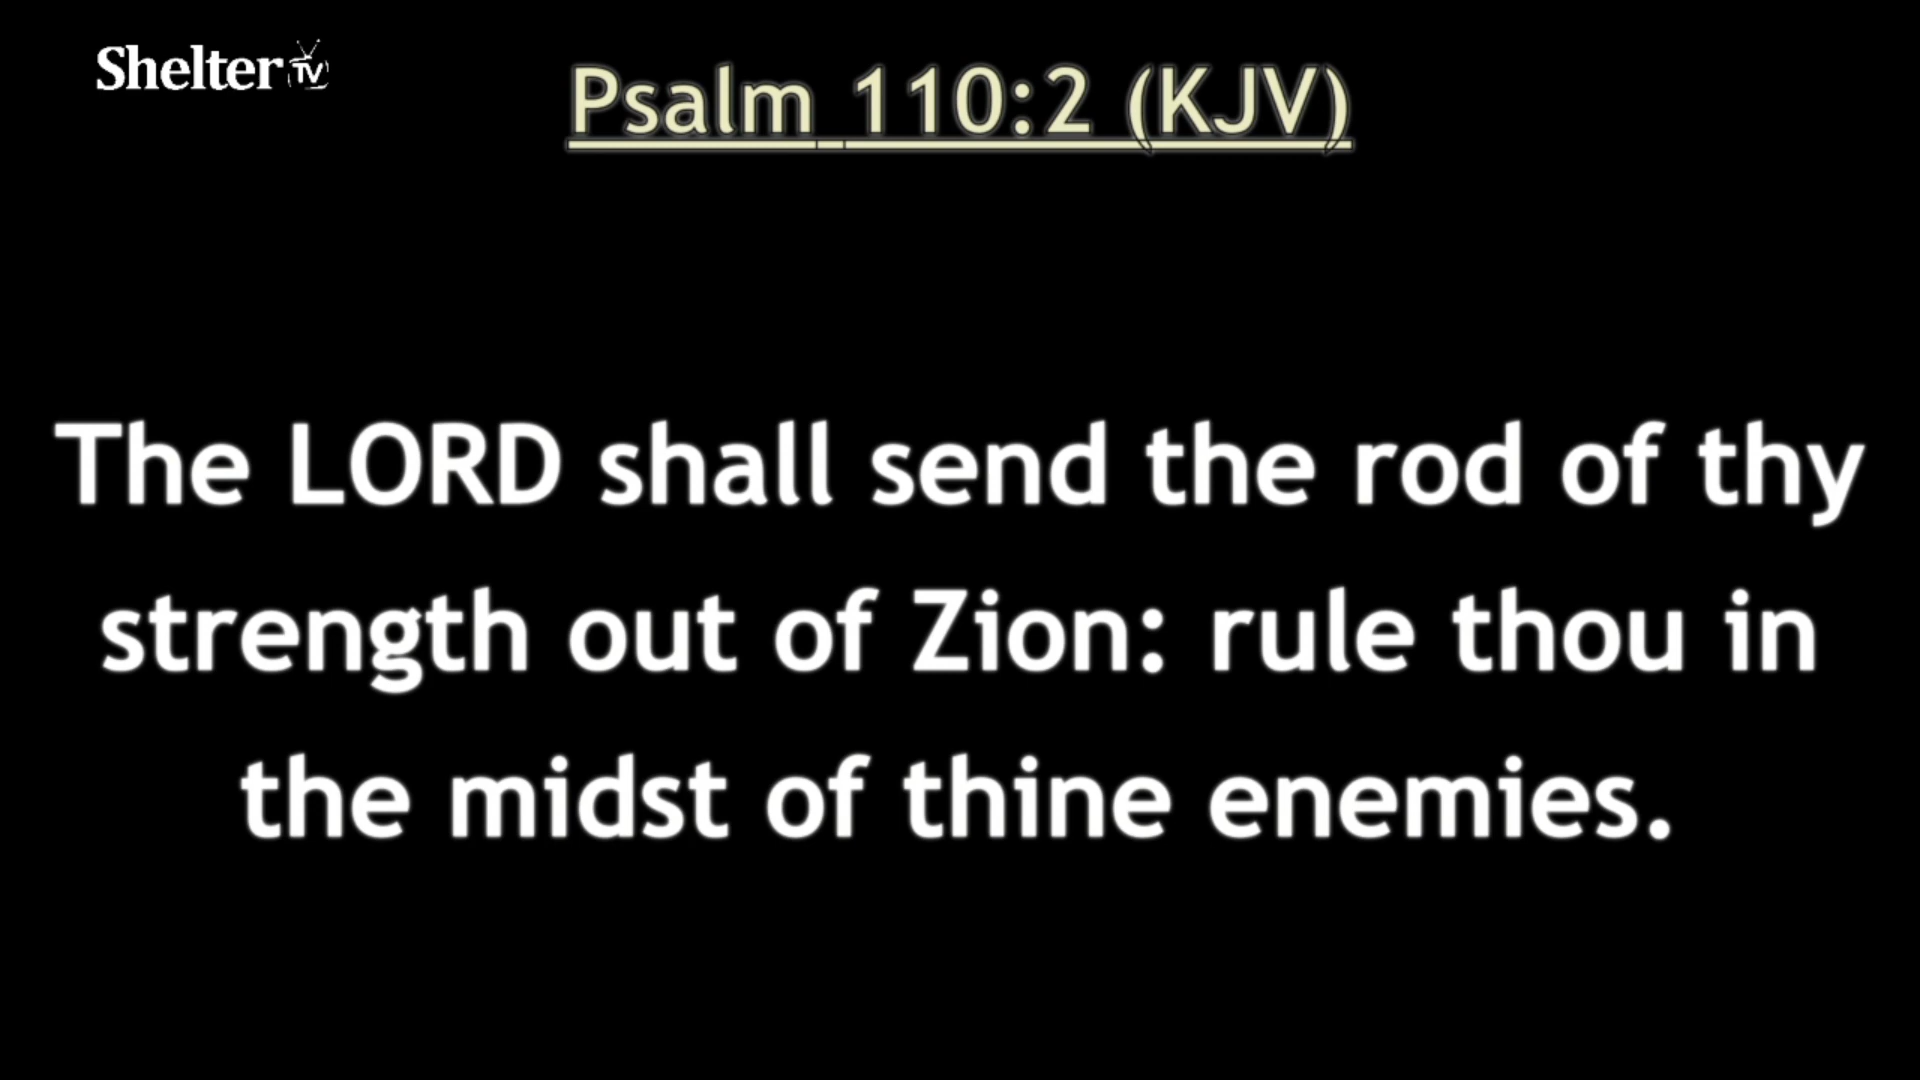 Shelter TV
Psalm 110:2 (KJV)
The LORD shall send the rod of thy
strength out of Zion: rule thou in
the midst of thine enemies.